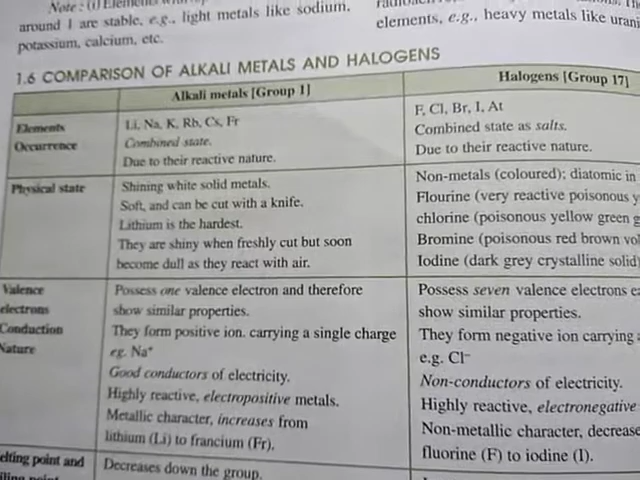 Note : (i) Elements with
around 1 are stable, e.g., light metals like sodium,
potassium, calcium, etc.
elements, e.g., heavy metals like urani
1.6 COMPARISON OF ALKALI METALS AND HALOGENS
Alkali metals [Group 1]
Halogens [Group 17]
Elements
Li, Na, K, Rb, Cs, Fr
F, Cl, Br, I, At
Occurrence
Combined state.
Due to their reactive nature.
Combined state as salts.
Due to their reactive nature.
Physical state
Shining white solid metals.
Soft, and can be cut with a knife.
Lithium is the hardest.
They are shiny when freshly cut but soon
become dull as they react with air.
Non-metals (coloured); diatomic in
Flourine (very reactive poisonous y
chlorine (poisonous yellow green g
Bromine (poisonous red brown vol
Iodine (dark grey crystalline solid)
Valence
electrons
Possess one valence electron and therefore
show similar properties.
They form positive ion. carrying a single charge
eg. Na⁺
Possess seven valence electrons ea
show similar properties.
They form negative ion carrying a
e.g. Cl⁻
Conduction
Good conductors of electricity.
Non-conductors of electricity.
Nature
Highly reactive, electropositive metals.
Metallic character, increases from
lithium (Li) to francium (Fr).
Highly reactive, electronegative
Non-metallic character, decrease
fluorine (F) to iodine (I).
elting point and
Decreases down the group.